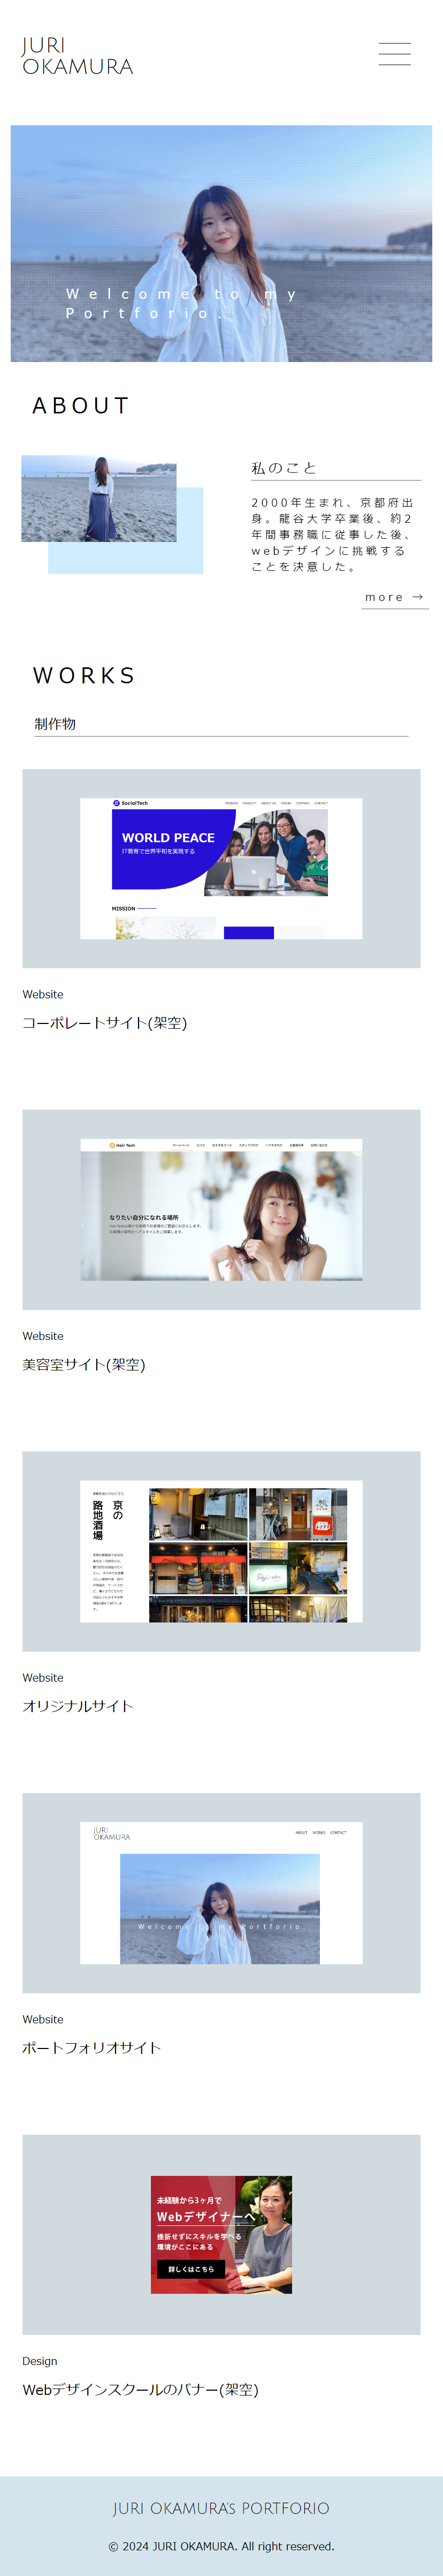 JURI
OKAMURA
Welcome to my
Portforio.
ABOUT
私のこと
2000年生まれ、京都府出
身。龍谷大学卒業後、約2
年間事務職に従事した後、
webデザインに挑戦する
ことを決意した。
more →
WORKS
制作物
SocialTech
MISSION PRODUCT ABOUT US VISION COMPANY CONTACT
WORLD PEACE
IT教育で世界平和を実現する
MISSION
Website
コーポレートサイト(架空)
Hair Tech
なりたい自分になれる場所
Website
美容室サイト(架空)
京の
路地酒場
Website
オリジナルサイト
JURI
OKAMURA
ABOUT WORKS CONTACT
Welcome to my Portforio.
Website
ポートフォリオサイト
未経験から3ヶ月で
Webデザイナーへ
挫折せずにスキルを学べる
環境がここにある
詳しくはこちら
Design
Webデザインスクールのバナー(架空)
JURI OKAMURA's PORTFORIO
© 2024 JURI OKAMURA. All right reserved.